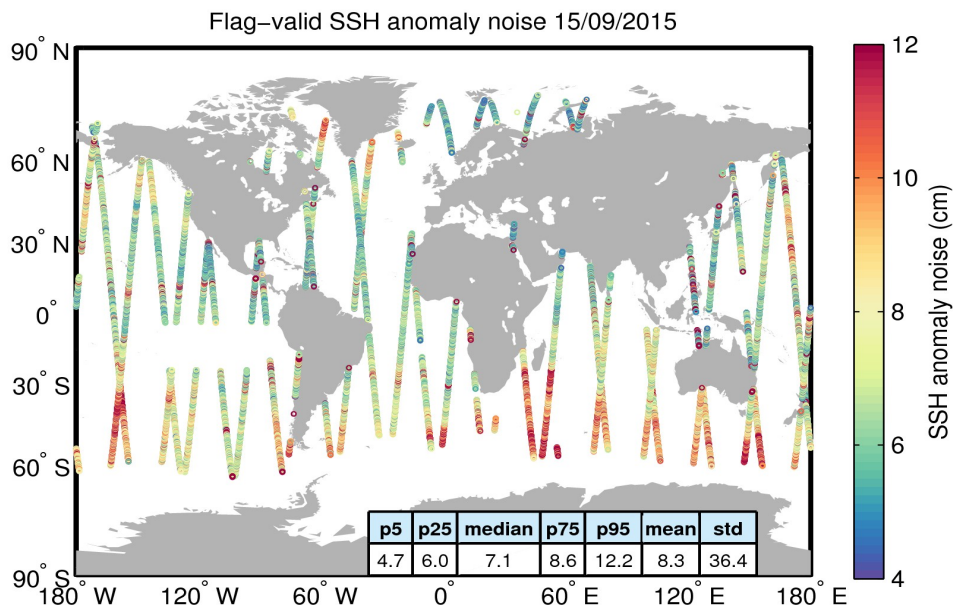 Flag−valid SSH anomaly noise 15/09/2015
90° N
60° N
30° N
0°
30° S
60° S
90° S
180° W 120° W 60° W 0° 60° E 120° E 180° E
p5 p25 median p75 p95 mean std
4.7 6.0 7.1 8.6 12.2 8.3 36.4
12
10
8
6
4
SSH anomaly noise (cm)